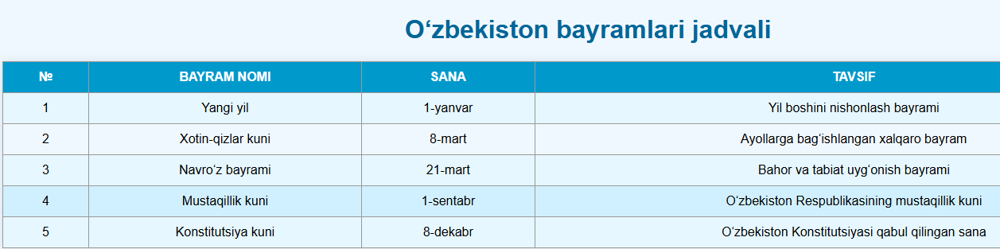 O‘zbekiston bayramlari jadvali
№ BAYRAM NOMI SANA TAVSIF
1 Yangi yil 1-yanvar Yil boshini nishonlash bayrami
2 Xotin-qizlar kuni 8-mart Ayollarga bag‘ishlangan xalqaro bayram
3 Navro‘z bayrami 21-mart Bahor va tabiat uyg‘onish bayrami
4 Mustaqillik kuni 1-sentabr O‘zbekiston Respublikasining mustaqillik kuni
5 Konstitutsiya kuni 8-dekabr O‘zbekiston Konstitutsiyasi qabul qilingan sana